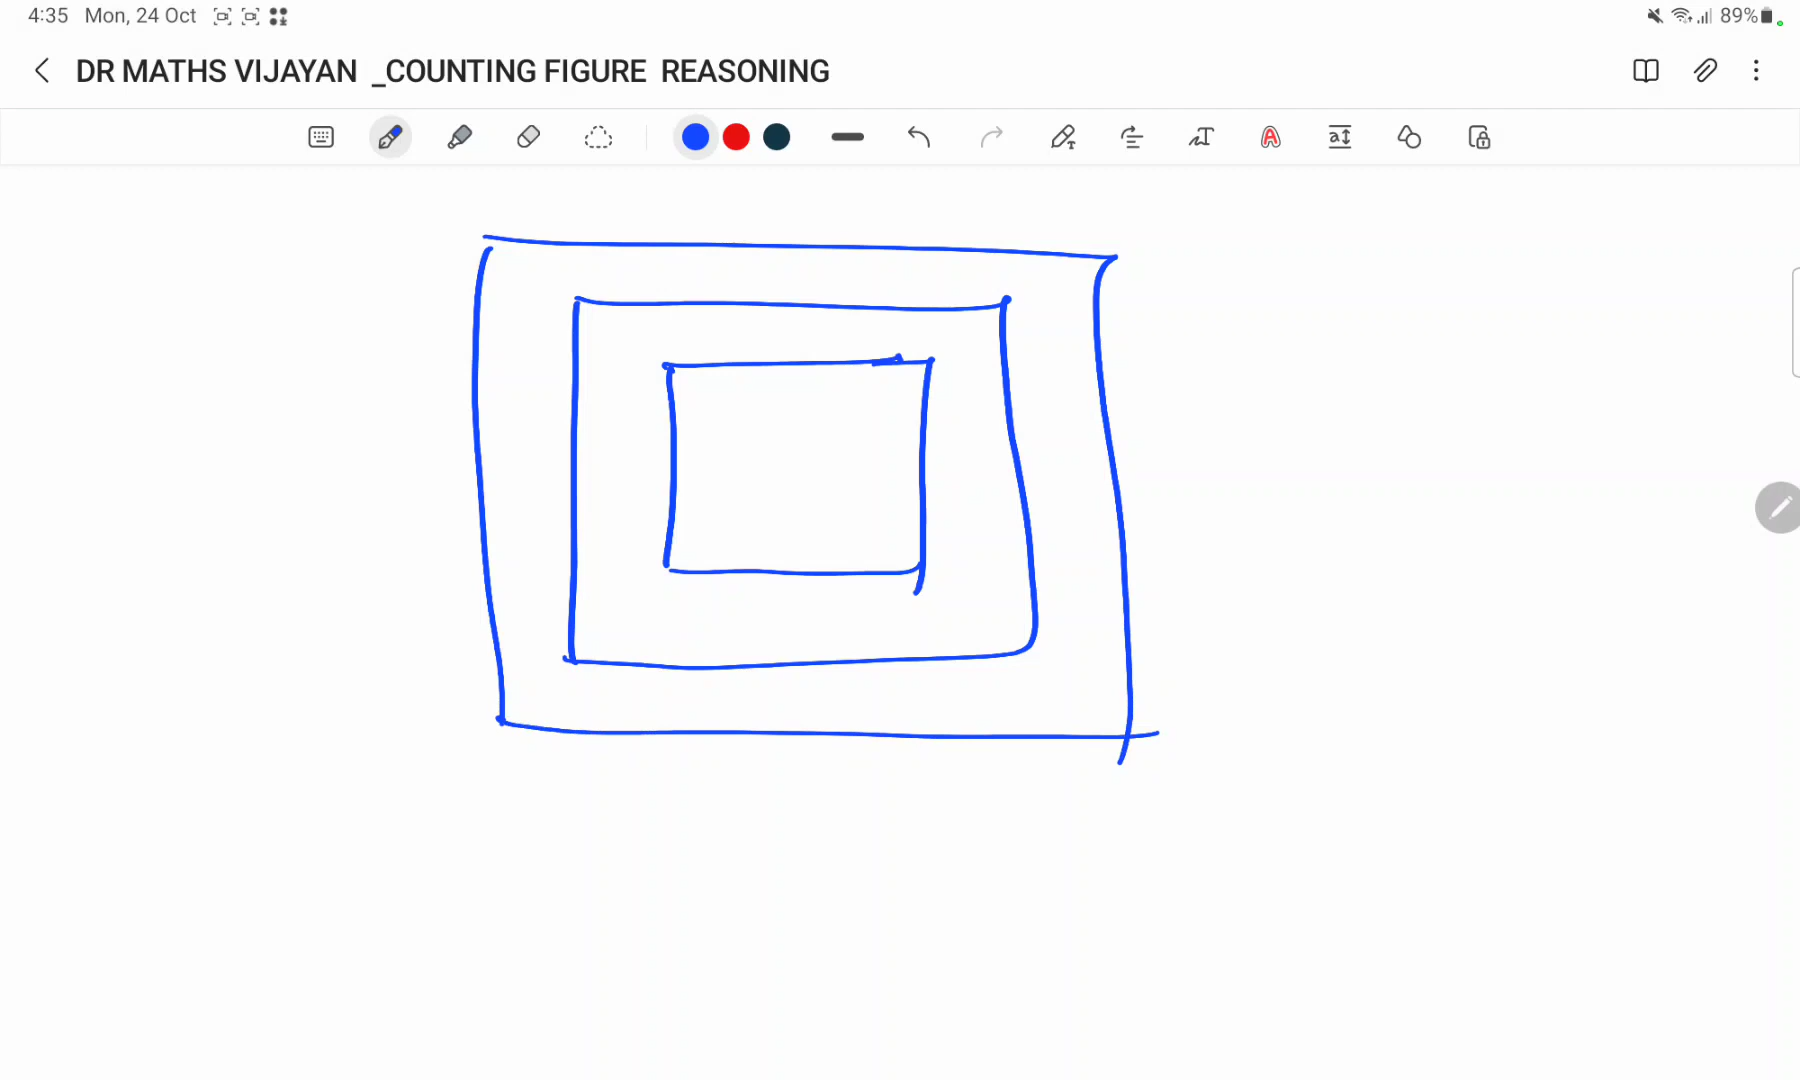 4:35 Mon, 24 Oct 89%
DR MATHS VIJAYAN _COUNTING FIGURE REASONING